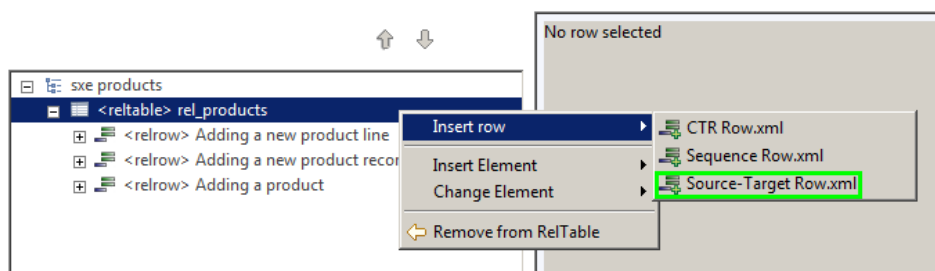 No row selected
sxe products
<reltable> rel_products
<relrow> Adding a new product line
<relrow> Adding a new product recor
<relrow> Adding a product
Insert row
Insert Element
Change Element
Remove from RelTable
CTR Row.xml
Sequence Row.xml
Source-Target Row.xml